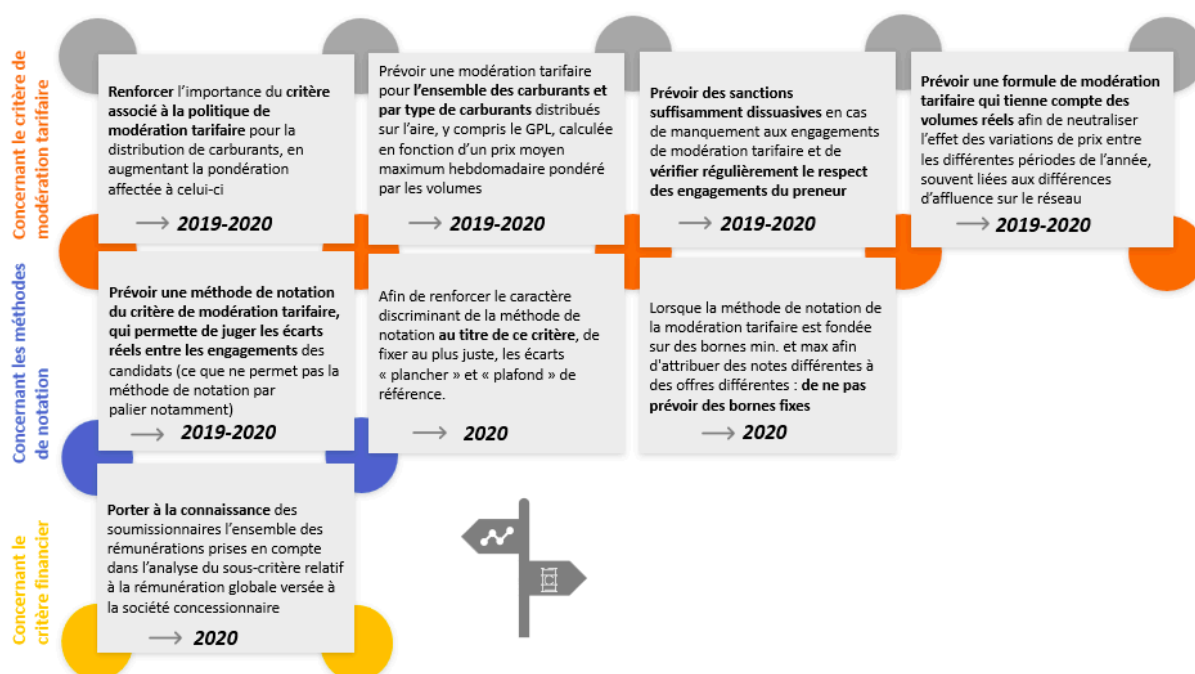 Concernant le critère de
modération tarifaire
Renforcer l'importance du critère
associé à la politique de
modération tarifaire pour la
distribution de carburants, en
augmentant la pondération
affectée à celui-ci
2019-2020
Prévoir une modération tarifaire
pour l'ensemble des carburants et
par type de carburants distribués
sur l'aire, y compris le GPL, calculée
en fonction d'un prix moyen
maximum hebdomadaire pondéré
par les volumes
2019-2020
Prévoir des sanctions
suffisamment dissuasives en cas
de manquement aux engagements
de modération tarifaire et de
vérifier régulièrement le respect
des engagements du preneur
2019-2020
Prévoir une formule de modération
tarifaire qui tienne compte des
volumes réels afin de neutraliser
l'effet des variations de prix entre
les différentes périodes de l'année,
souvent liées aux différences
d'affluence sur le réseau
2019-2020
Concernant les méthodes
de notation
Prévoir une méthode de notation
du critère de modération tarifaire,
qui permette de juger les écarts
réels entre les engagements des
candidats (ce que ne permet pas la
méthode de notation par
palier notamment)
2019-2020
Afin de renforcer le caractère
discriminant de la méthode de
notation au titre de ce critère, de
fixer au plus juste, les écarts
« plancher » et « plafond » de
référence.
2020
Lorsque la méthode de notation de
la modération tarifaire est fondée
sur des bornes min. et max afin
d'attribuer des notes différentes à
des offres différentes : de ne pas
prévoir des bornes fixes
2020
Concernant le
critère financier
Porter à la connaissance des
soumissionnaires l'ensemble des
rémunérations prises en compte
dans l'analyse du sous-critère relatif
à la rémunération globale versée à
la société concessionnaire
2020